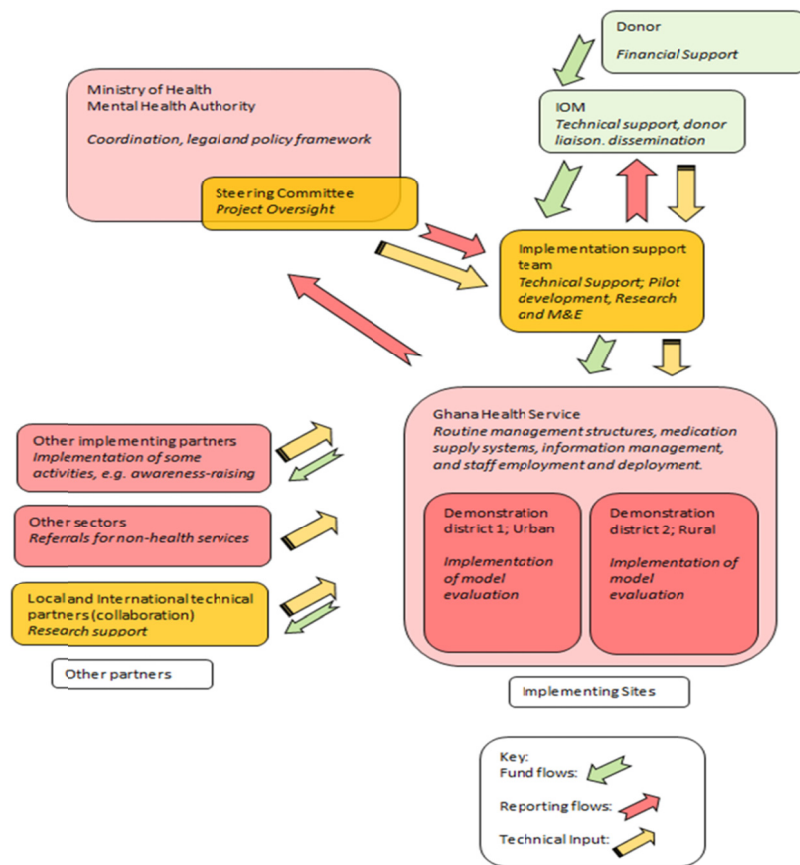 Donor
Financial Support
Ministry of Health
Mental Health Authority
Coordination, legal and policy framework
IOM
Technical support, donor
liaison. dissemination
Steering Committee
Project Oversight
Implementation support
team
Technical Support; Pilot
development, Research
and M&E
Ghana Health Service
Routine management structures, medication
supply systems, information management,
and staff employment and deployment.
Other implementing partners
Implementation of some
activities, e.g. awareness-raising
Other sectors
Referrals for non-health services
Local and International technical
partners (collaboration)
Research support
Other partners
Demonstration
district 1; Urban
Implementation
of model
evaluation
Demonstration
district 2; Rural
Implementation of
model
evaluation
Implementing Sites
Key:
Fund flows:
Reporting flows:
Technical Input: